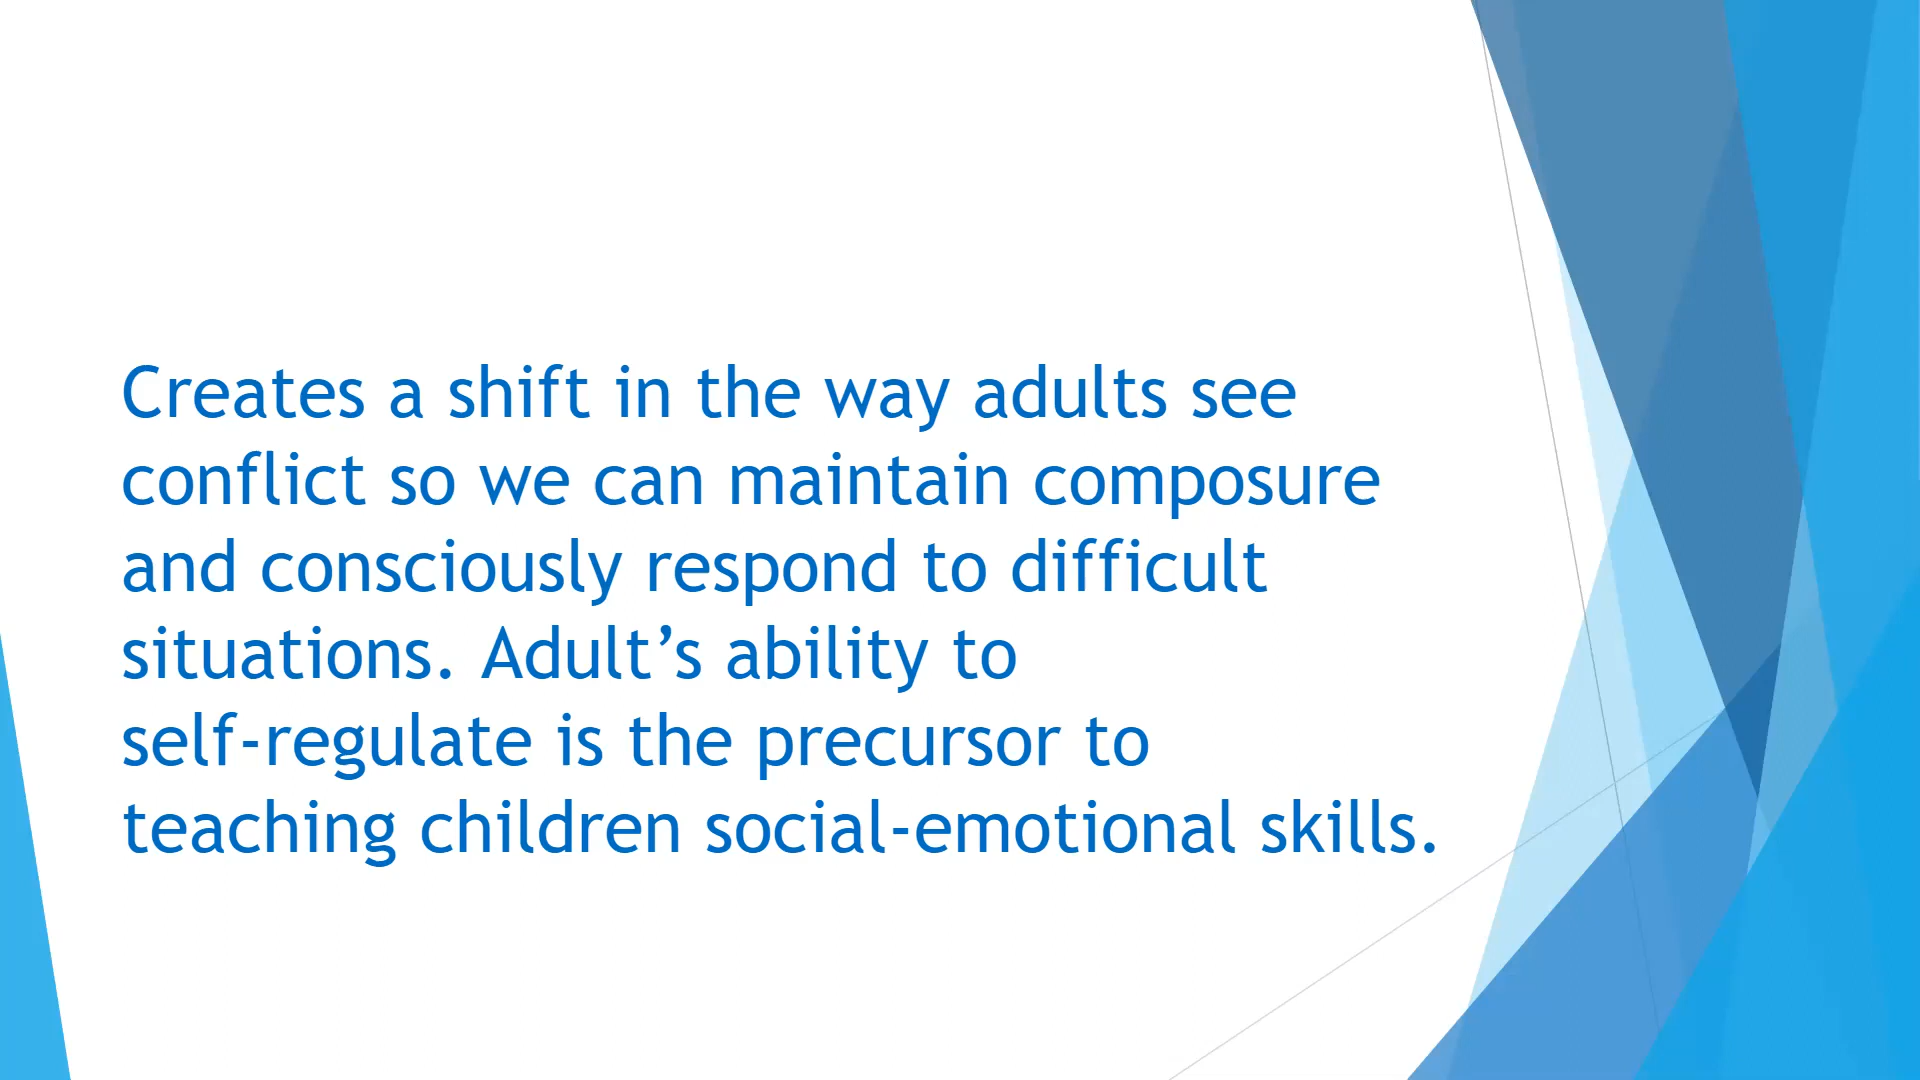 Creates a shift in the way adults see
conflict so we can maintain composure
and consciously respond to difficult
situations. Adult’s ability to
self-regulate is the precursor to
teaching children social-emotional skills.